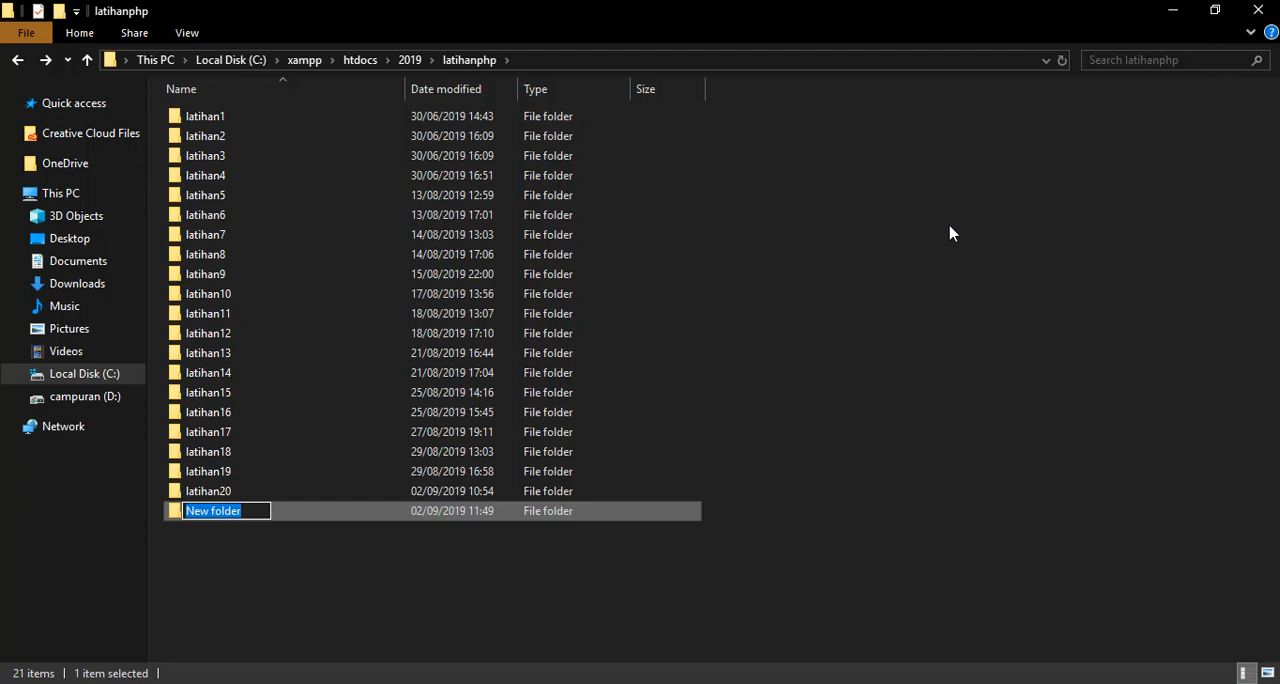 latihanphp
File Home Share View
This PC Local Disk (C:) xampp htdocs 2019 latihanphp Search latihanphp
Name Date modified Type Size
Quick access
Creative Cloud Files
OneDrive
This PC
3D Objects
Desktop
Documents
Downloads
Music
Pictures
Videos
Local Disk (C:)
campuran (D:)
Network
latihan1 30/06/2019 14:43 File folder
latihan2 30/06/2019 16:09 File folder
latihan3 30/06/2019 16:09 File folder
latihan4 30/06/2019 16:51 File folder
latihan5 13/08/2019 12:59 File folder
latihan6 13/08/2019 17:01 File folder
latihan7 14/08/2019 13:03 File folder
latihan8 14/08/2019 17:06 File folder
latihan9 15/08/2019 22:00 File folder
latihan10 17/08/2019 13:56 File folder
latihan11 18/08/2019 13:07 File folder
latihan12 18/08/2019 17:10 File folder
latihan13 21/08/2019 16:44 File folder
latihan14 21/08/2019 17:04 File folder
latihan15 25/08/2019 14:16 File folder
latihan16 25/08/2019 15:45 File folder
latihan17 27/08/2019 19:11 File folder
latihan18 29/08/2019 13:03 File folder
latihan19 29/08/2019 16:58 File folder
latihan20 02/09/2019 10:54 File folder
New folder 02/09/2019 11:49 File folder
21 items 1 item selected